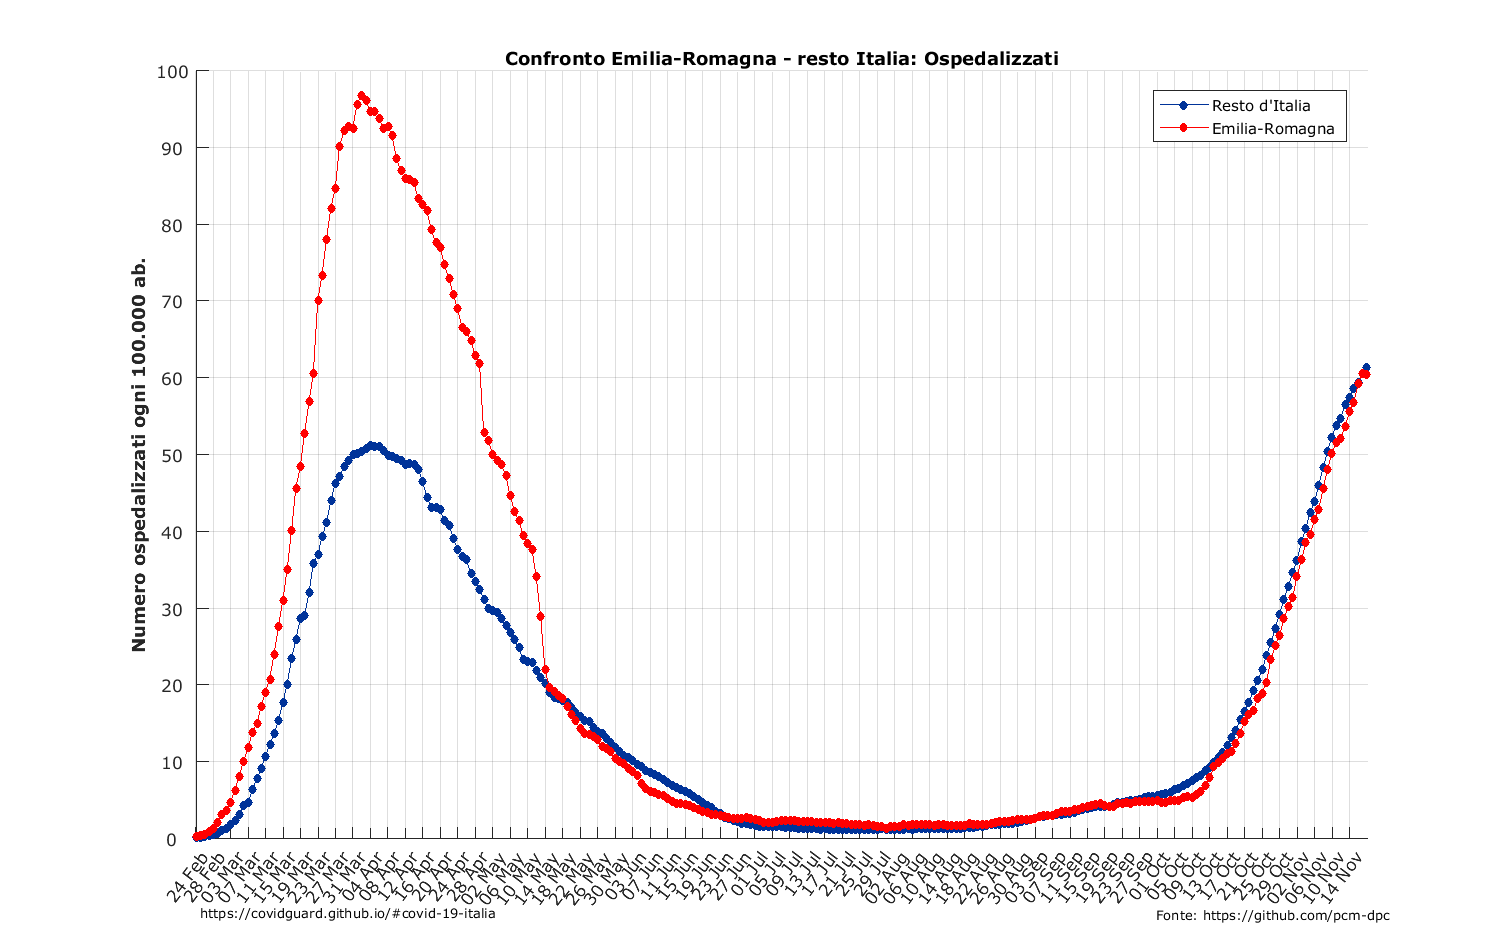 Confronto Emilia-Romagna - resto Italia: Ospedalizzati
Numero ospedalizzati ogni 100.000 ab.
100
90
80
70
60
50
40
30
20
10
0
Resto d'Italia
Emilia-Romagna
24 Feb
28 Feb
03 Mar
07 Mar
11 Mar
15 Mar
19 Mar
23 Mar
27 Mar
31 Mar
04 Apr
08 Apr
12 Apr
16 Apr
20 Apr
24 Apr
28 Apr
02 May
06 May
10 May
14 May
18 May
22 May
26 May
30 May
03 Jun
07 Jun
11 Jun
15 Jun
19 Jun
23 Jun
27 Jun
01 Jul
05 Jul
09 Jul
13 Jul
17 Jul
21 Jul
25 Jul
29 Jul
02 Aug
06 Aug
10 Aug
14 Aug
18 Aug
22 Aug
26 Aug
30 Aug
03 Sep
07 Sep
11 Sep
15 Sep
19 Sep
23 Sep
27 Sep
01 Oct
05 Oct
09 Oct
13 Oct
17 Oct
21 Oct
25 Oct
29 Oct
02 Nov
06 Nov
10 Nov
14 Nov
https://covidguard.github.io/#covid-19-italia
Fonte: https://github.com/pcm-dpc